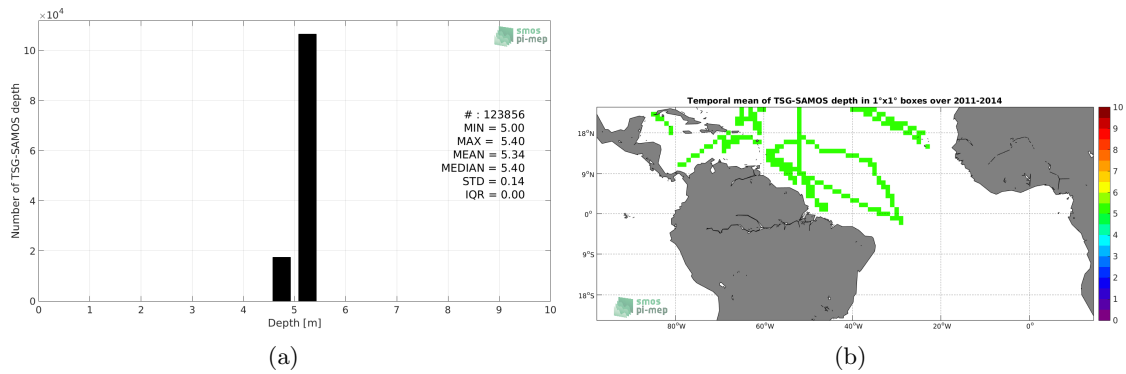 ×10⁴
10
8
6
4
2
0
Number of TSG-SAMOS depth
smos
pi-mep
# : 123856
MIN = 5.00
MAX = 5.40
MEAN = 5.34
MEDIAN = 5.40
STD = 0.14
IQR = 0.00
0 1 2 3 4 5 6 7 8 9 10
Depth [m]
(a)
Temporal mean of TSG-SAMOS depth in 1°x1° boxes over 2011-2014
18°N
9°N
0°
9°S
18°S
smos
pi-mep
80°W 60°W 40°W 20°W 0°
10
9
8
7
6
5
4
3
2
1
0
(b)